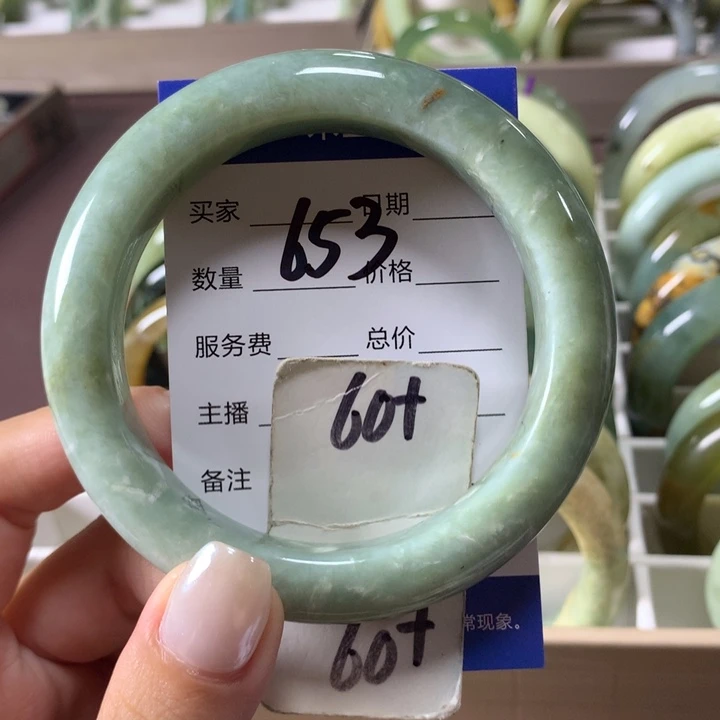 买家 日期
653
数量 价格
服务费 总价
60+
主播
备注
60+
常现象。